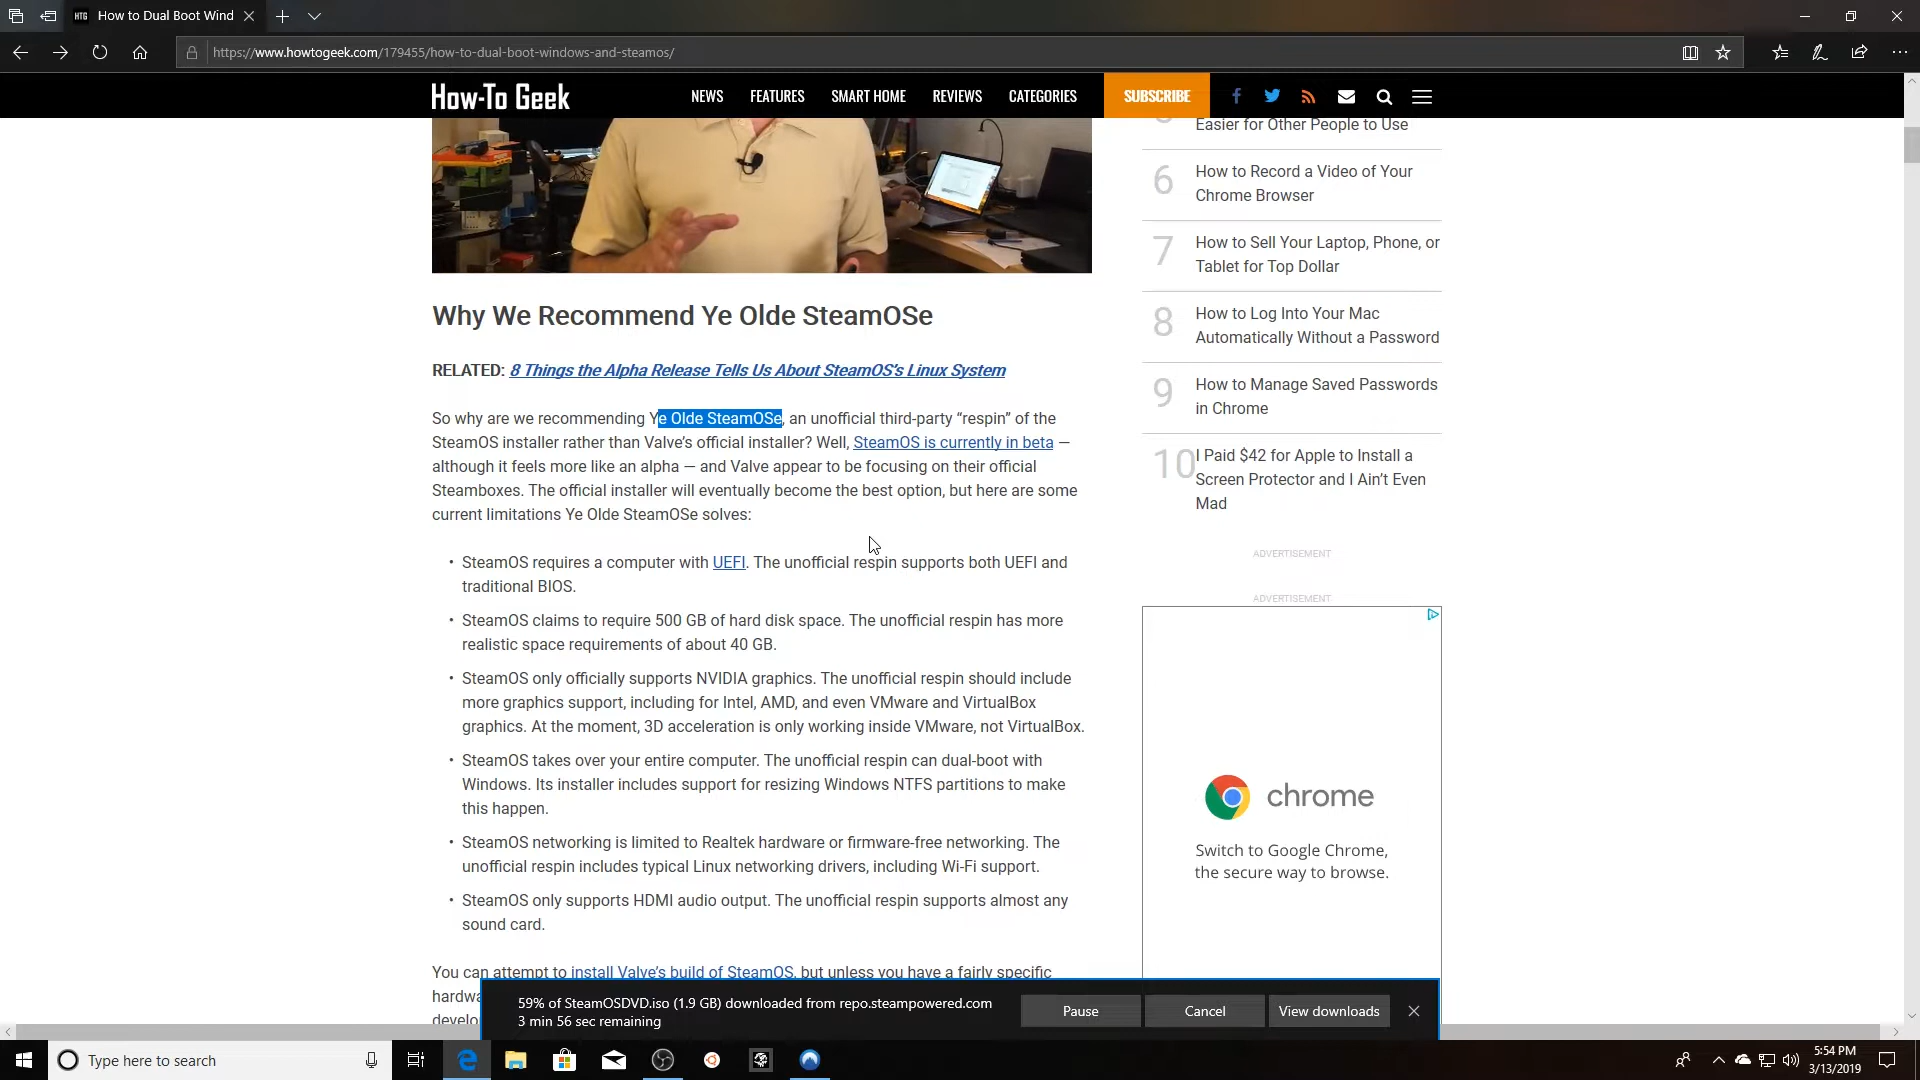 HTG How to Dual Boot Wind
https://www.howtogeek.com/179455/how-to-dual-boot-windows-and-steamos/
How-To Geek NEWS FEATURES SMART HOME REVIEWS CATEGORIES SUBSCRIBE
Easier for Other People to Use
6 How to Record a Video of Your
Chrome Browser
7 How to Sell Your Laptop, Phone, or
Tablet for Top Dollar
8 How to Log Into Your Mac
Automatically Without a Password
9 How to Manage Saved Passwords
in Chrome
10 I Paid $42 for Apple to Install a
Screen Protector and I Ain't Even
Mad
ADVERTISEMENT
ADVERTISEMENT
chrome
Switch to Google Chrome,
the secure way to browse.
Why We Recommend Ye Olde SteamOSe
RELATED: 8 Things the Alpha Release Tells Us About SteamOS's Linux System
So why are we recommending Ye Olde SteamOSe, an unofficial third-party “respin” of the
SteamOS installer rather than Valve's official installer? Well, SteamOS is currently in beta —
although it feels more like an alpha — and Valve appear to be focusing on their official
Steamboxes. The official installer will eventually become the best option, but here are some
current limitations Ye Olde SteamOSe solves:
• SteamOS requires a computer with UEFI. The unofficial respin supports both UEFI and
traditional BIOS.
• SteamOS claims to require 500 GB of hard disk space. The unofficial respin has more
realistic space requirements of about 40 GB.
• SteamOS only officially supports NVIDIA graphics. The unofficial respin should include
more graphics support, including for Intel, AMD, and even VMware and VirtualBox
graphics. At the moment, 3D acceleration is only working inside VMware, not VirtualBox.
• SteamOS takes over your entire computer. The unofficial respin can dual-boot with
Windows. Its installer includes support for resizing Windows NTFS partitions to make
this happen.
• SteamOS networking is limited to Realtek hardware or firmware-free networking. The
unofficial respin includes typical Linux networking drivers, including Wi-Fi support.
• SteamOS only supports HDMI audio output. The unofficial respin supports almost any
sound card.
You can attempt to install Valve's build of SteamOS, but unless you have a fairly specific
hardwa
develo
59% of SteamOSDVD.iso (1.9 GB) downloaded from repo.steampowered.com
3 min 56 sec remaining
Pause Cancel View downloads
Type here to search
5:54 PM
3/13/2019